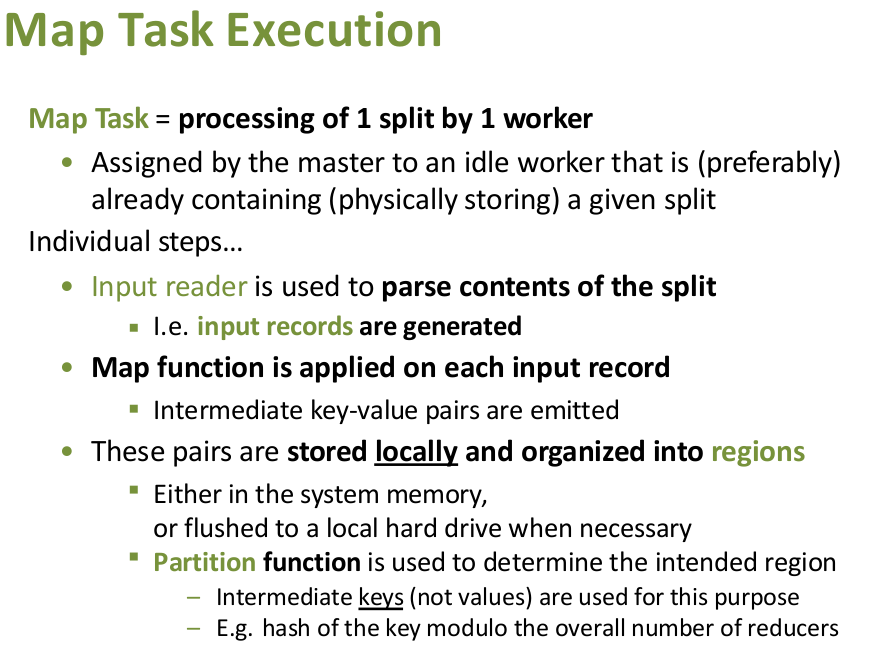 Map Task Execution
Map Task = processing of 1 split by 1 worker
• Assigned by the master to an idle worker that is (preferably)
already containing (physically storing) a given split
Individual steps…
• Input reader is used to parse contents of the split
▪ I.e. input records are generated
• Map function is applied on each input record
▪ Intermediate key-value pairs are emitted
• These pairs are stored locally and organized into regions
▪ Either in the system memory,
or flushed to a local hard drive when necessary
▪ Partition function is used to determine the intended region
– Intermediate keys (not values) are used for this purpose
– E.g. hash of the key modulo the overall number of reducers